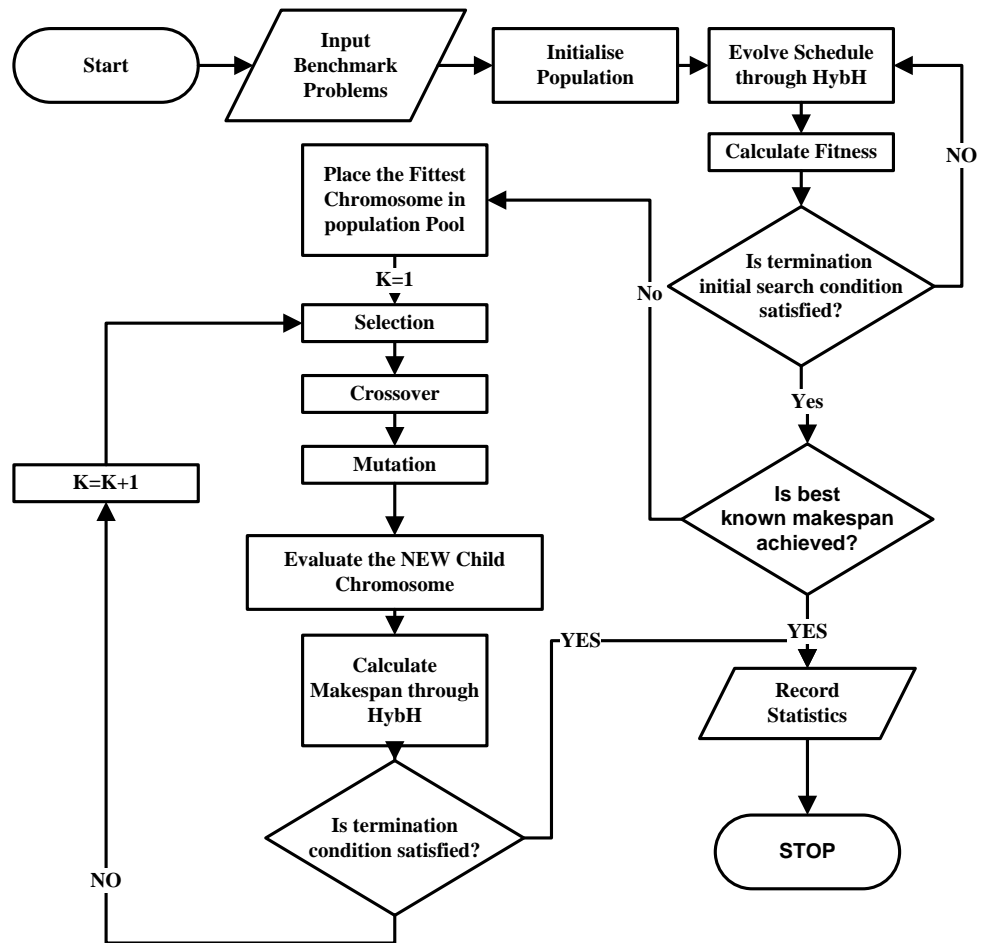 Start
Input
Benchmark
Problems
Initialise
Population
Evolve Schedule
through HybH
Calculate Fitness
NO
Is termination
initial search condition
satisfied?
Yes
Is best
known makespan
achieved?
No
Place the Fittest
Chromosome in
population Pool
K=1
Selection
Crossover
Mutation
K=K+1
Evaluate the NEW Child
Chromosome
Calculate
Makespan through
HybH
Is termination
condition satisfied?
NO
YES
YES
Record
Statistics
STOP